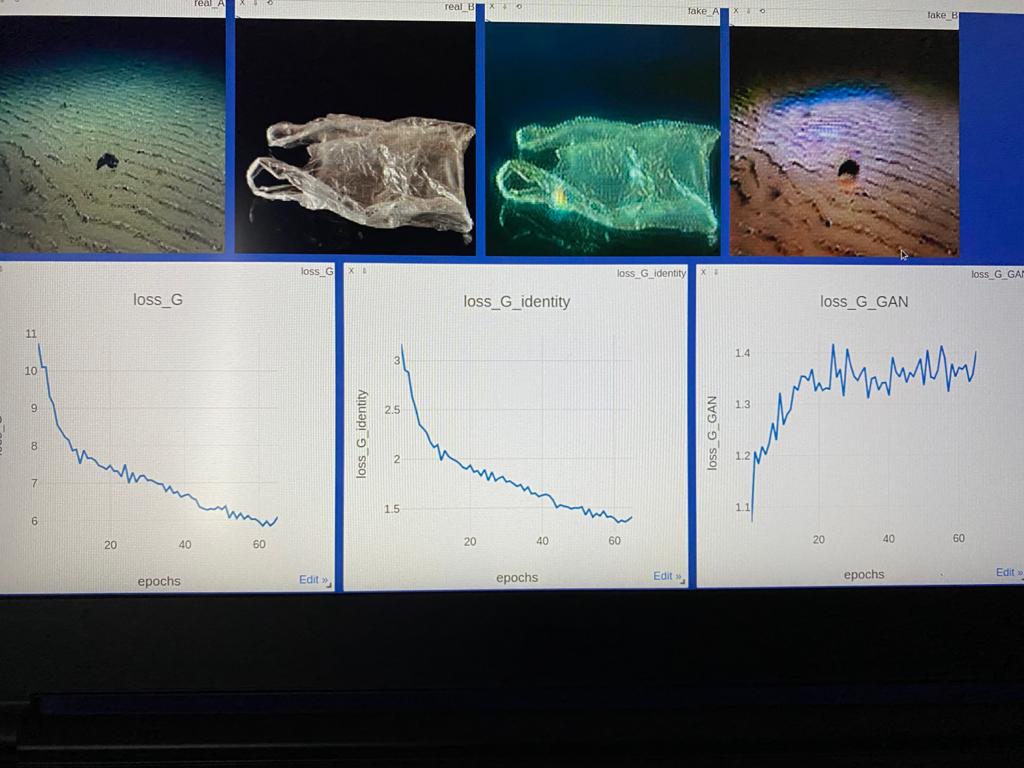 real_A
X ⇓ ⟲ real_B
X ⇓ ⟲ fake_A
X ⇓ ⟲ fake_B
loss_G
loss_G
11
10
9
8
7
6
20 40 60
epochs
Edit »
X ⇓ loss_G_identity
loss_G_identity
loss_G_identity
3
2.5
2
1.5
20 40 60
epochs
Edit »
X ⇓ loss_G_GAN
loss_G_GAN
loss_G_GAN
1.4
1.3
1.2
1.1
20 40 60
epochs
Edit »